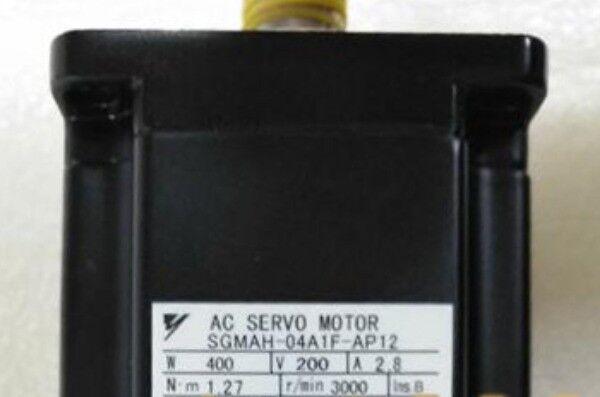 AC SERVO MOTOR
SGMAH-04A1F-AP12
W 400 V 200 A 2.8
N·m 1.27 r/min 3000 Ins.B